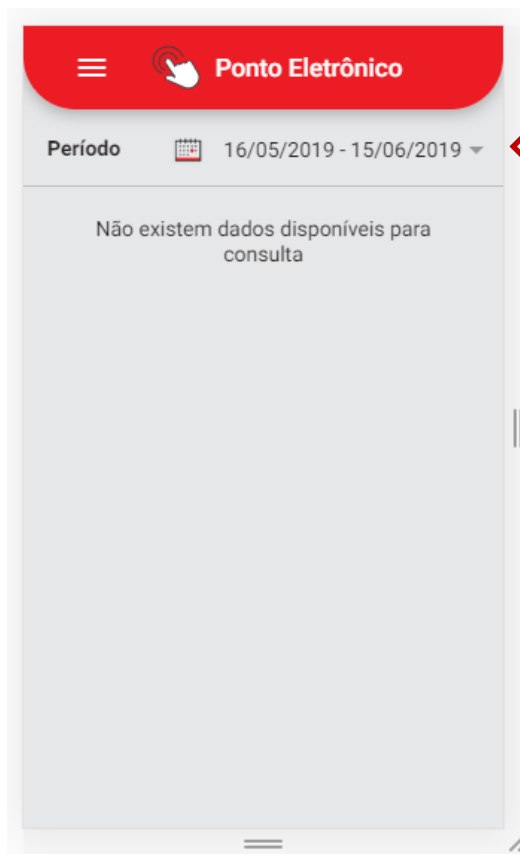 Ponto Eletrônico
Período 16/05/2019 - 15/06/2019
Não existem dados disponíveis para
consulta